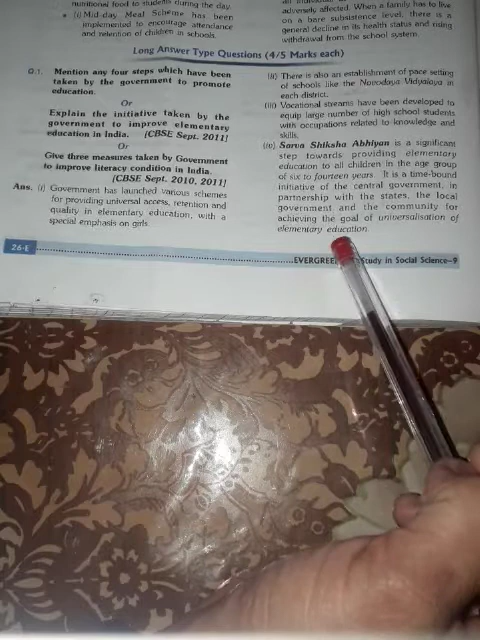 nutritional food to students during the day.
• (i) Mid-day Meal Scheme has been
implemented to encourage attendance
and retention of children in schools.
adversely affected. When a family has to live
on a bare subsistence level, there is a
general decline in its health status and rising
withdrawal from the school system.
Long Answer Type Questions (4/5 Marks each)
Q.1. Mention any four steps which have been
taken by the government to promote
education.
Or
Explain the initiative taken by the
government to improve elementary
education in India. [CBSE Sept. 2011]
Or
Give three measures taken by Government
to improve literacy condition in India.
[CBSE Sept. 2010, 2011]
Ans. (i) Government has launched various schemes
for providing universal access, retention and
quality in elementary education, with a
special emphasis on girls.
(ii) There is also an establishment of pace setting
of schools like the Navodaya Vidyalaya in
each district.
(iii) Vocational streams have been developed to
equip large number of high school students
with occupations related to knowledge and
skills.
(iv) Sarva Shiksha Abhiyan is a significant
step towards providing elementary
education to all children in the age group
of six to fourteen years. It is a time-bound
initiative of the central government, in
partnership with the states, the local
government and the community for
achieving the goal of universalisation of
elementary education.
26-E
EVERGREEN Study in Social Science–9